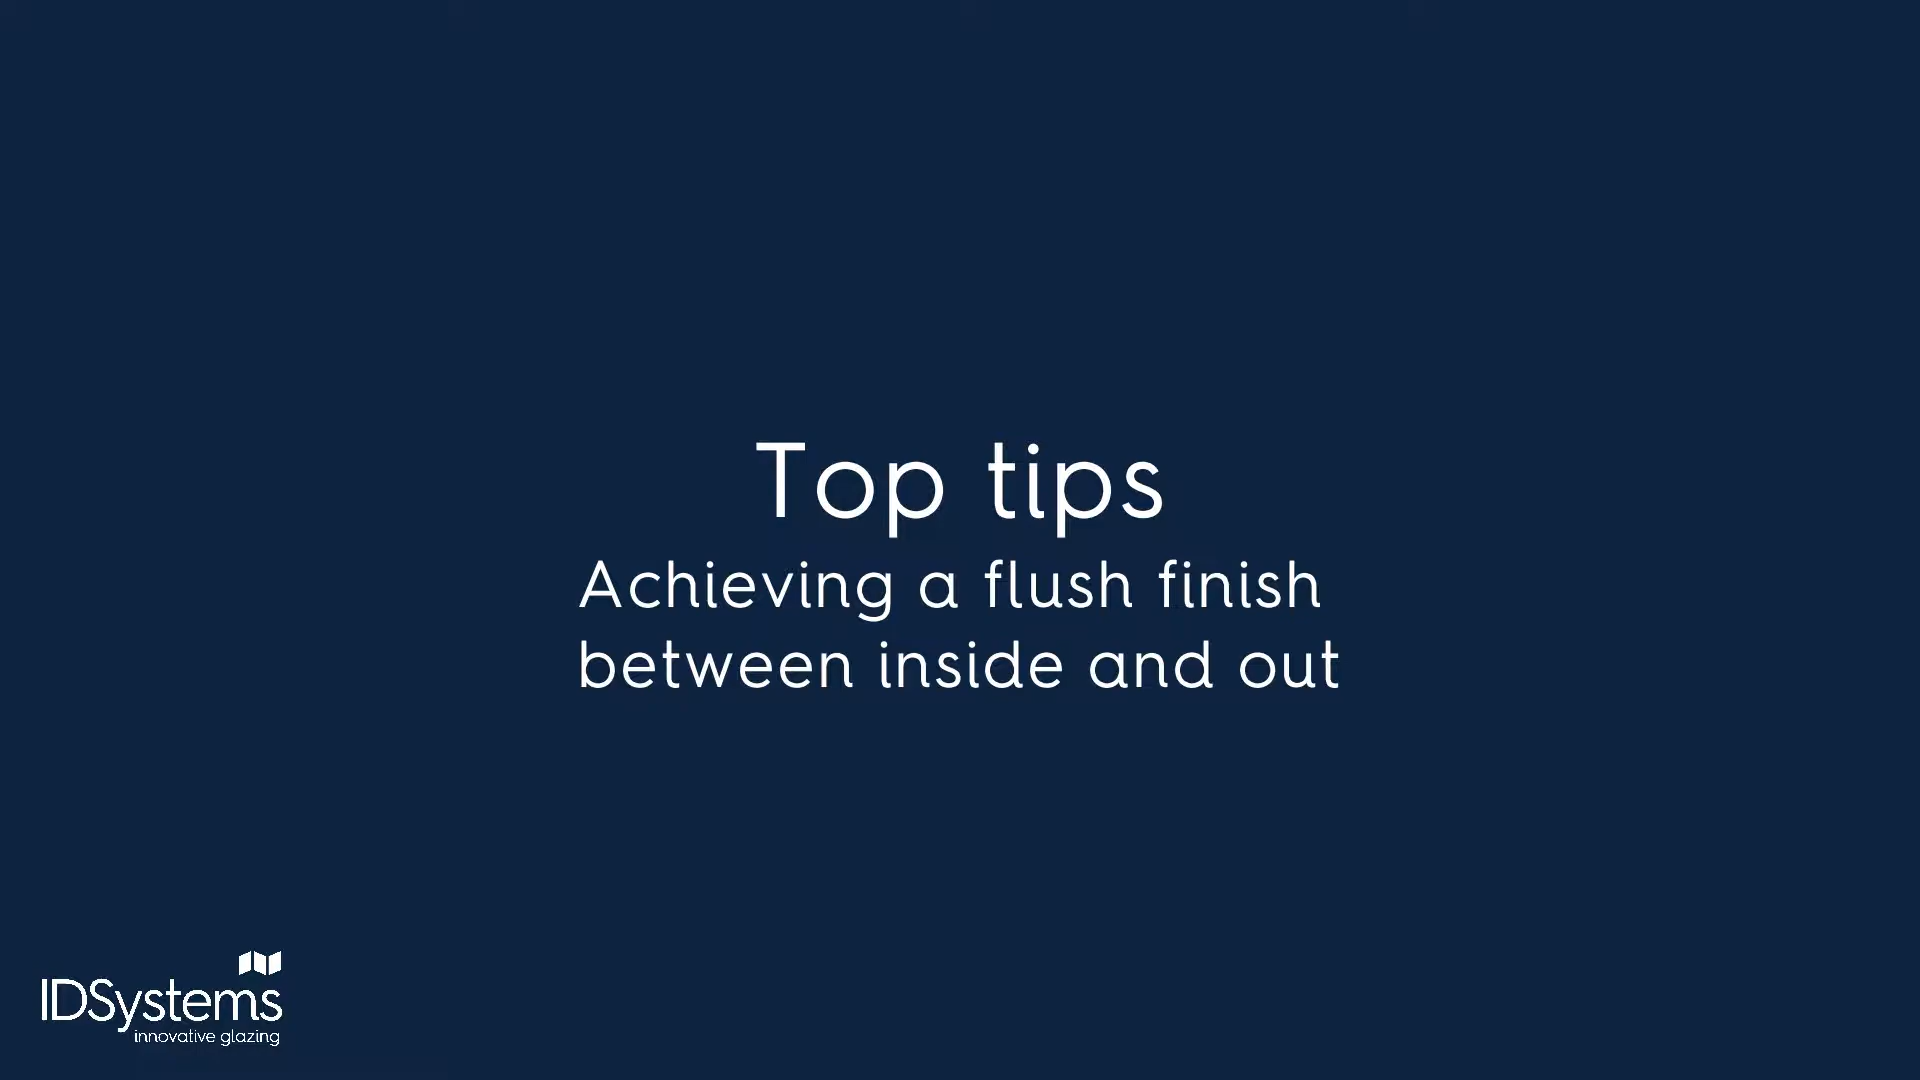 Top tips
Achieving a flush finish
between inside and out
IDSystems
innovative glazing